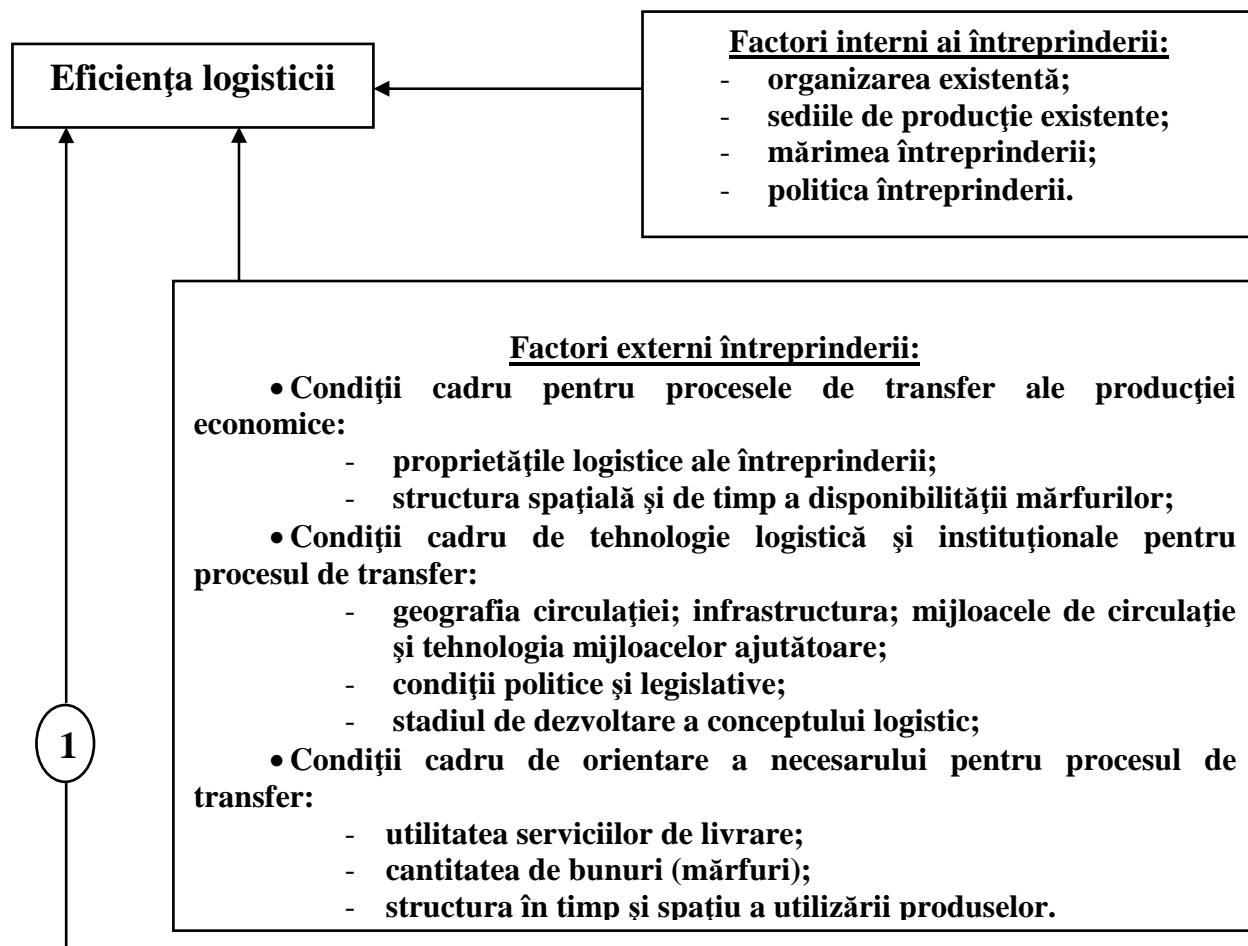 Eficienţa logisticii
Factori interni ai întreprinderii:
- organizarea existentă;
- sediile de producţie existente;
- mărimea întreprinderii;
- politica întreprinderii.
Factori externi întreprinderii:
• Condiţii cadru pentru procesele de transfer ale producţiei
economice:
- proprietăţile logistice ale întreprinderii;
- structura spaţială şi de timp a disponibilităţii mărfurilor;
• Condiţii cadru de tehnologie logistică şi instituţionale pentru
procesul de transfer:
- geografia circulaţiei; infrastructura; mijloacele de circulaţie
şi tehnologia mijloacelor ajutătoare;
- condiţii politice şi legislative;
- stadiul de dezvoltare a conceptului logistic;
• Condiţii cadru de orientare a necesarului pentru procesul de
transfer:
- utilitatea serviciilor de livrare;
- cantitatea de bunuri (mărfuri);
- structura în timp şi spaţiu a utilizării produselor.
1